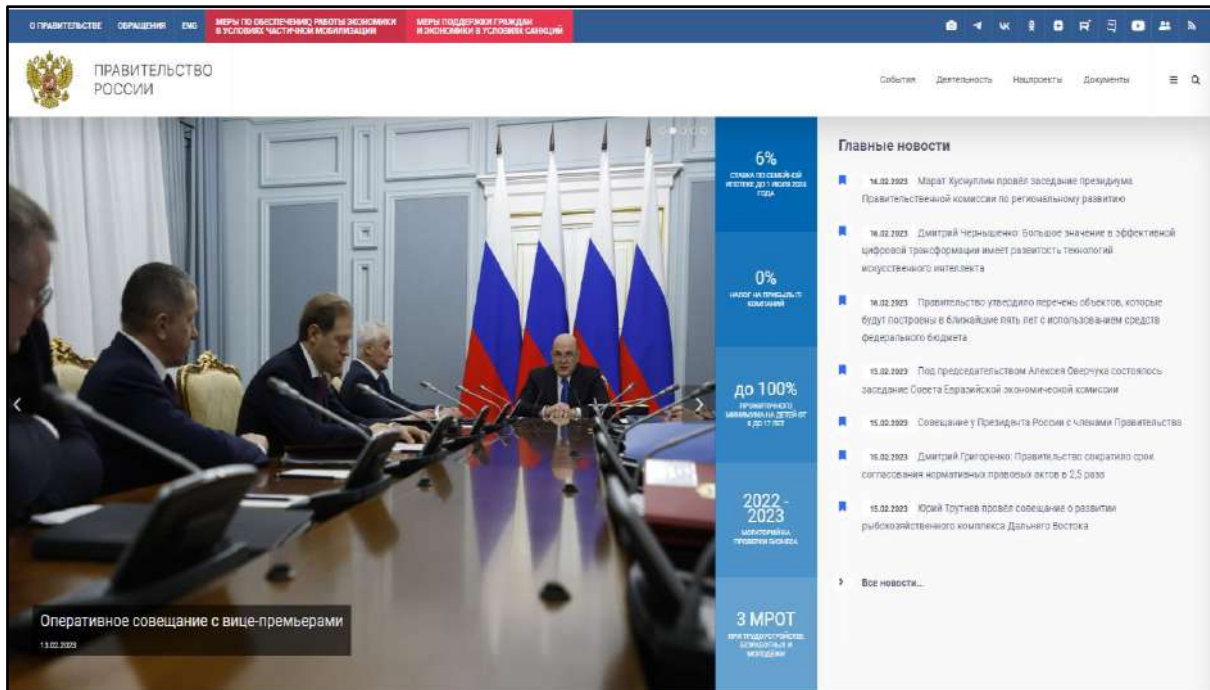 О ПРАВИТЕЛЬСТВЕ ОБРАЩЕНИЯ ENG
МЕРЫ ПО ОБЕСПЕЧЕНИЮ РАБОТЫ ЭКОНОМИКИ
В УСЛОВИЯХ ЧАСТИЧНОЙ МОБИЛИЗАЦИИ
МЕРЫ ПОДДЕРЖКИ ГРАЖДАН
И ЭКОНОМИКИ В УСЛОВИЯХ САНКЦИЙ
ПРАВИТЕЛЬСТВО
РОССИИ
События Деятельность Нацпроекты Документы
Оперативное совещание с вице-премьерами
13.02.2023
6%
СТАВКА ПО СЕМЕЙНОЙ
ИПОТЕКЕ ДО 1 ИЮЛЯ 2024
ГОДА
0%
НАЛОГ НА ПРИБЫЛЬ IT-
КОМПАНИЙ
до 100%
ПРОЖИТОЧНОГО
МИНИМУМА НА ДЕТЕЙ ОТ
8 ДО 17 ЛЕТ
2022 -
2023
МОРАТОРИЙ НА
ПРОВЕРКИ БИЗНЕСА
3 МРОТ
ПРИ ТРУДОУСТРОЙСТВЕ
БЕЗРАБОТНЫХ И
МОЛОДЁЖИ
Главные новости
16.02.2023 Марат Хуснуллин провёл заседание президиума
Правительственной комиссии по региональному развитию
16.02.2023 Дмитрий Чернышенко: Большое значение в эффективной
цифровой трансформации имеет развитость технологий
искусственного интеллекта
16.02.2023 Правительство утвердило перечень объектов, которые
будут построены в ближайшие пять лет с использованием средств
федерального бюджета
15.02.2023 Под председательством Алексея Оверчука состоялось
заседание Совета Евразийской экономической комиссии
15.02.2023 Совещание у Президента России с членами Правительства
15.02.2023 Дмитрий Григоренко: Правительство сократило срок
согласования нормативных правовых актов в 2,5 раза
15.02.2023 Юрий Трутнев провёл совещание о развитии
рыбохозяйственного комплекса Дальнего Востока
Все новости...